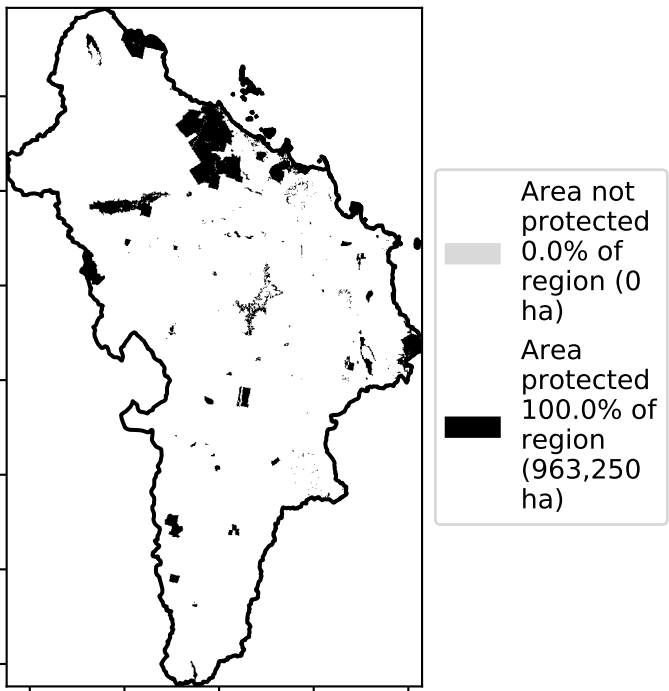 Area not
protected
0.0% of
region (0
ha)
Area
protected
100.0% of
region
(963,250
ha)